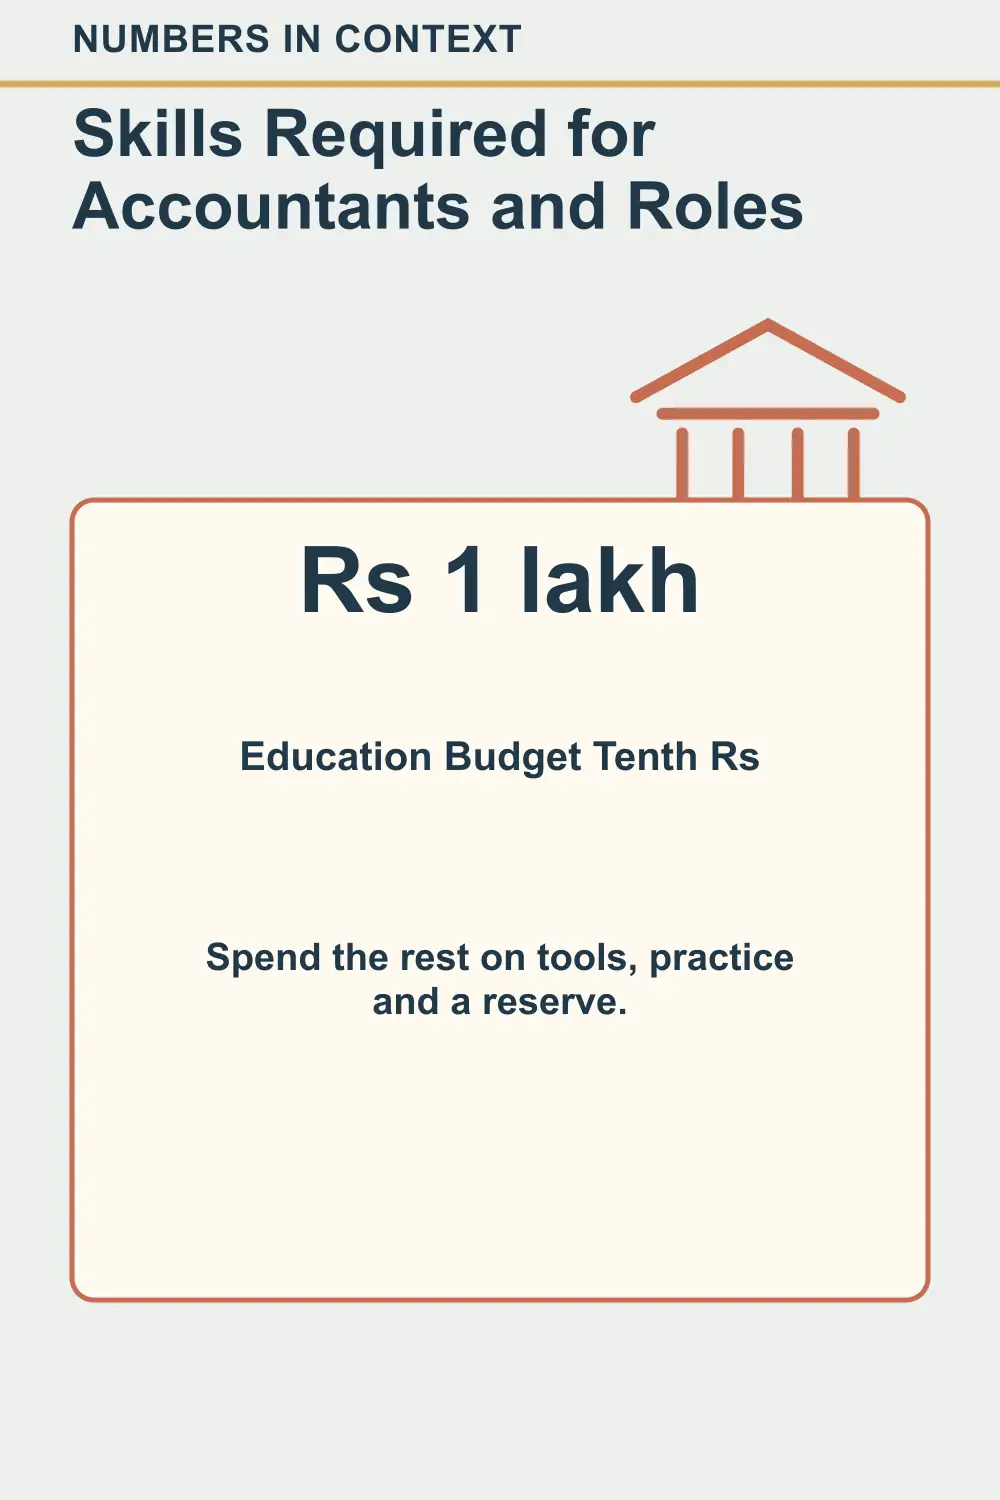 NUMBERS IN CONTEXT
Skills Required for
Accountants and Roles
Rs 1 lakh
Education Budget Tenth Rs
Spend the rest on tools, practice
and a reserve.